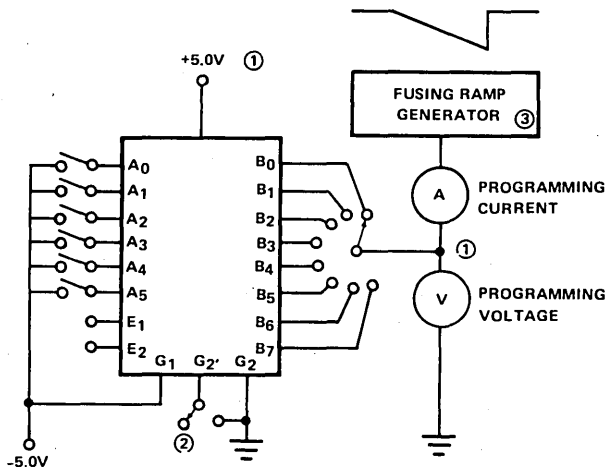 +5.0V ①
FUSING RAMP
GENERATOR ③
A0
A1
A2
A3
A4
A5
E1
E2
B0
B1
B2
B3
B4
B5
B6
B7
G1 G2' G2
A
PROGRAMMING
CURRENT
①
V
PROGRAMMING
VOLTAGE
②
-5.0V